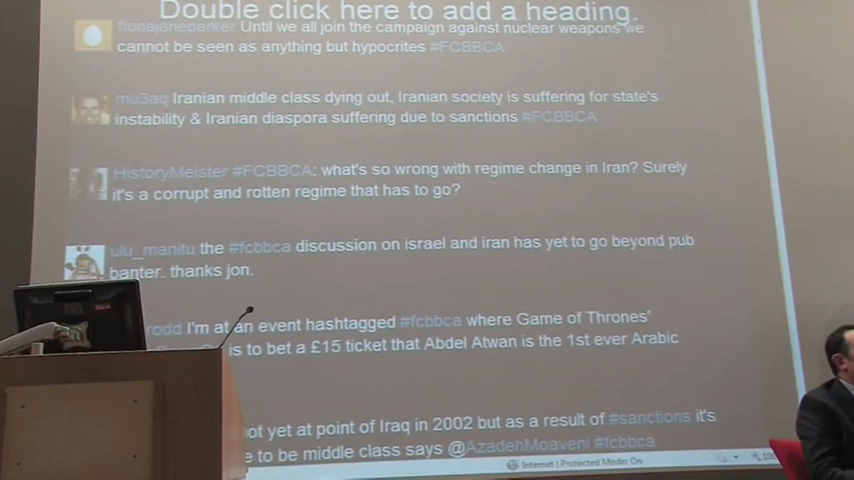 Double click here to add a heading.
fionajaneparker Until we all join the campaign against nuclear weapons we
cannot be seen as anything but hypocrites #FCBBCA
mu3aq Iranian middle class dying out, Iranian society is suffering for state's
instability & Iranian diaspora suffering due to sanctions #FCBBCA
HistoryMeister #FCBBCA: what's so wrong with regime change in Iran? Surely
it's a corrupt and rotten regime that has to go?
ulu_manitu the #fcbbca discussion on israel and iran has yet to go beyond pub
banter. thanks jon.
rodd I'm at an event hashtagged #fcbbca where Game of Thrones'
is to bet a £15 ticket that Abdel Atwan is the 1st ever Arabic
not yet at point of Iraq in 2002 but as a result of #sanctions it's
to be middle class says @AzadehMoaveni #fcbbca
Internet | Protected Mode: On